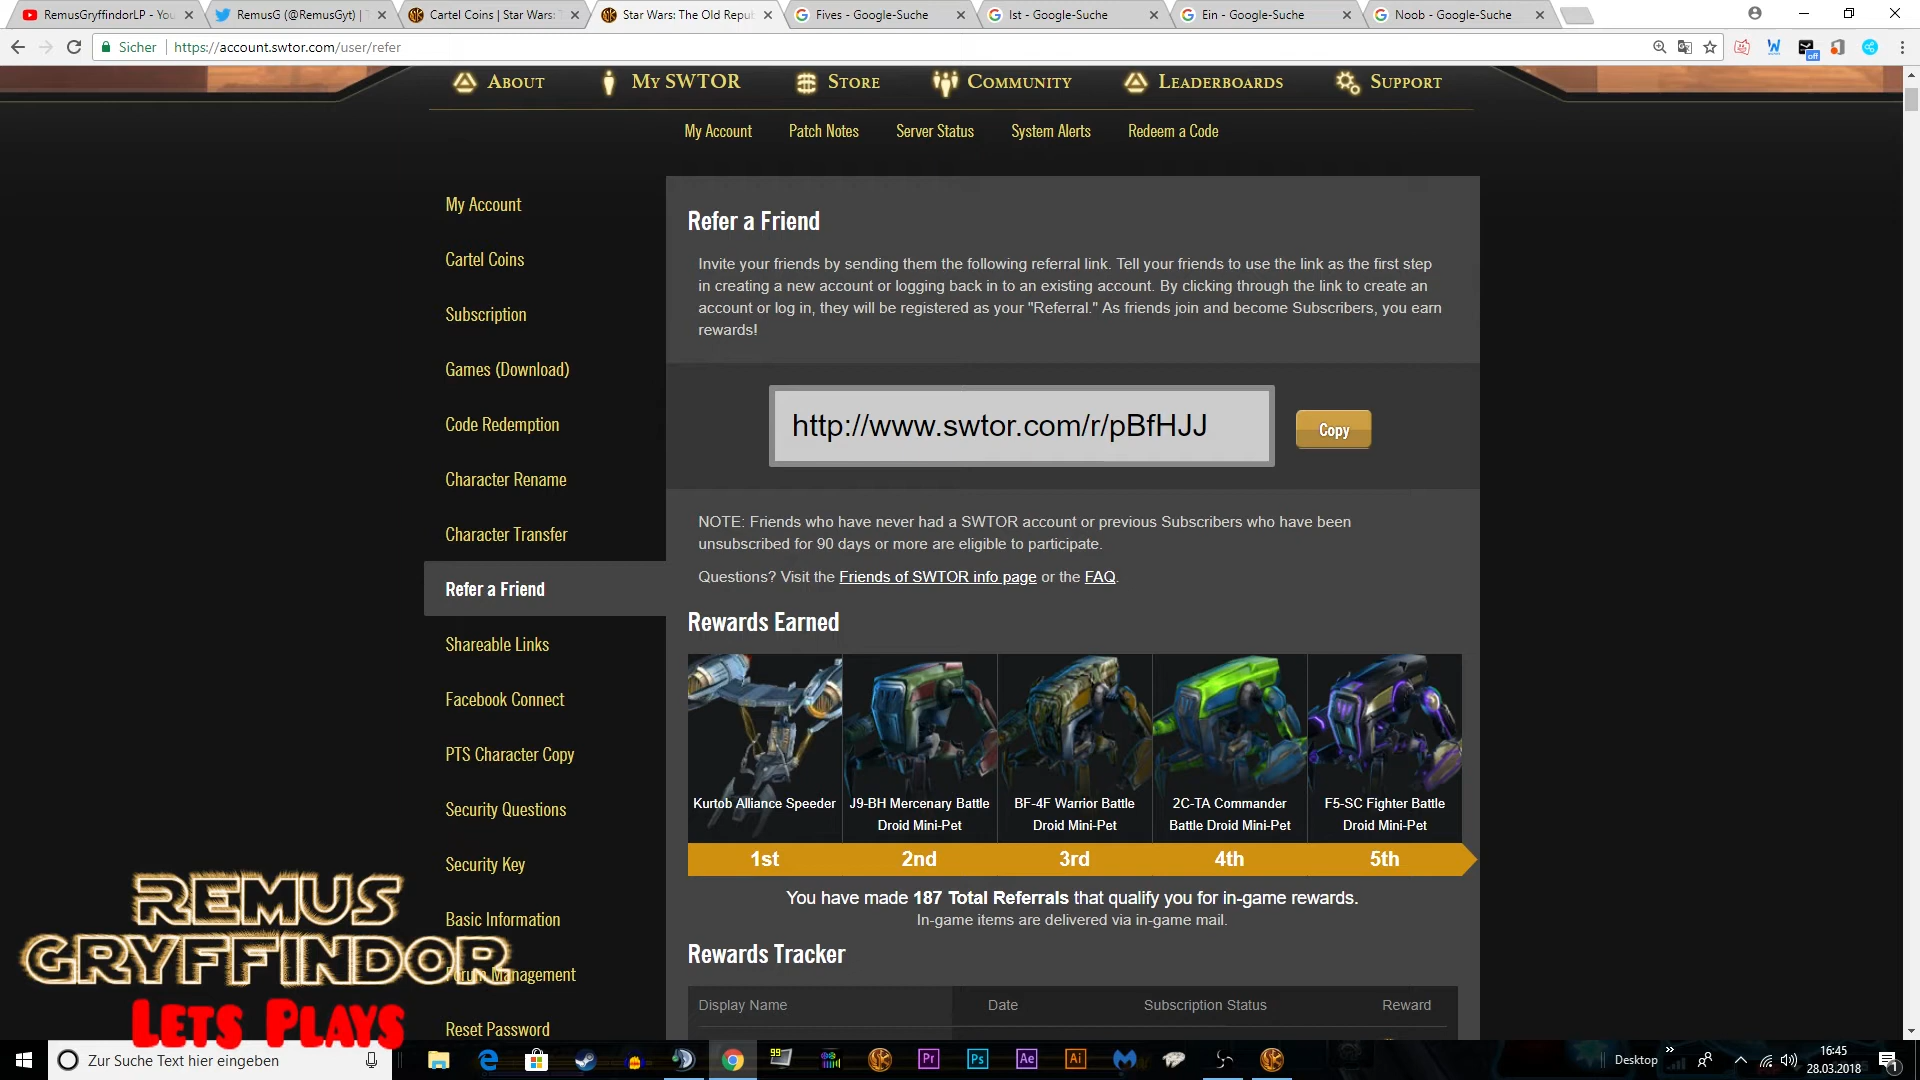 RemusGryffindorLP - You
RemusG (@RemusGyt) | T
Cartel Coins | Star Wars: T
Star Wars: The Old Repub
Fives - Google-Suche
Ist - Google-Suche
Ein - Google-Suche
Noob - Google-Suche
Sicher
https://account.swtor.com/user/refer
off
About
My SWTOR
Store
Community
Leaderboards
Support
My Account
Patch Notes
Server Status
System Alerts
Redeem a Code
My Account
Cartel Coins
Subscription
Games (Download)
Code Redemption
Character Rename
Character Transfer
Refer a Friend
Shareable Links
Facebook Connect
PTS Character Copy
Security Questions
Security Key
Basic Information
Forum Management
Reset Password
Refer a Friend
Invite your friends by sending them the following referral link. Tell your friends to use the link as the first step
in creating a new account or logging back in to an existing account. By clicking through the link to create an
account or log in, they will be registered as your "Referral." As friends join and become Subscribers, you earn
rewards!
http://www.swtor.com/r/pBfHJJ
Copy
NOTE: Friends who have never had a SWTOR account or previous Subscribers who have been
unsubscribed for 90 days or more are eligible to participate.
Questions? Visit the Friends of SWTOR info page or the FAQ.
Rewards Earned
Kurtob Alliance Speeder
J9-BH Mercenary Battle
Droid Mini-Pet
BF-4F Warrior Battle
Droid Mini-Pet
2C-TA Commander
Battle Droid Mini-Pet
F5-SC Fighter Battle
Droid Mini-Pet
1st
2nd
3rd
4th
5th
You have made 187 Total Referrals that qualify you for in-game rewards.
In-game items are delivered via in-game mail.
Rewards Tracker
Display Name
Date
Subscription Status
Reward
REMUS
GRYFFINDOR
LETS PLAYS
Zur Suche Text hier eingeben
99
Pr
Ps
Ae
Ai
Desktop
16:45
28.03.2018
1